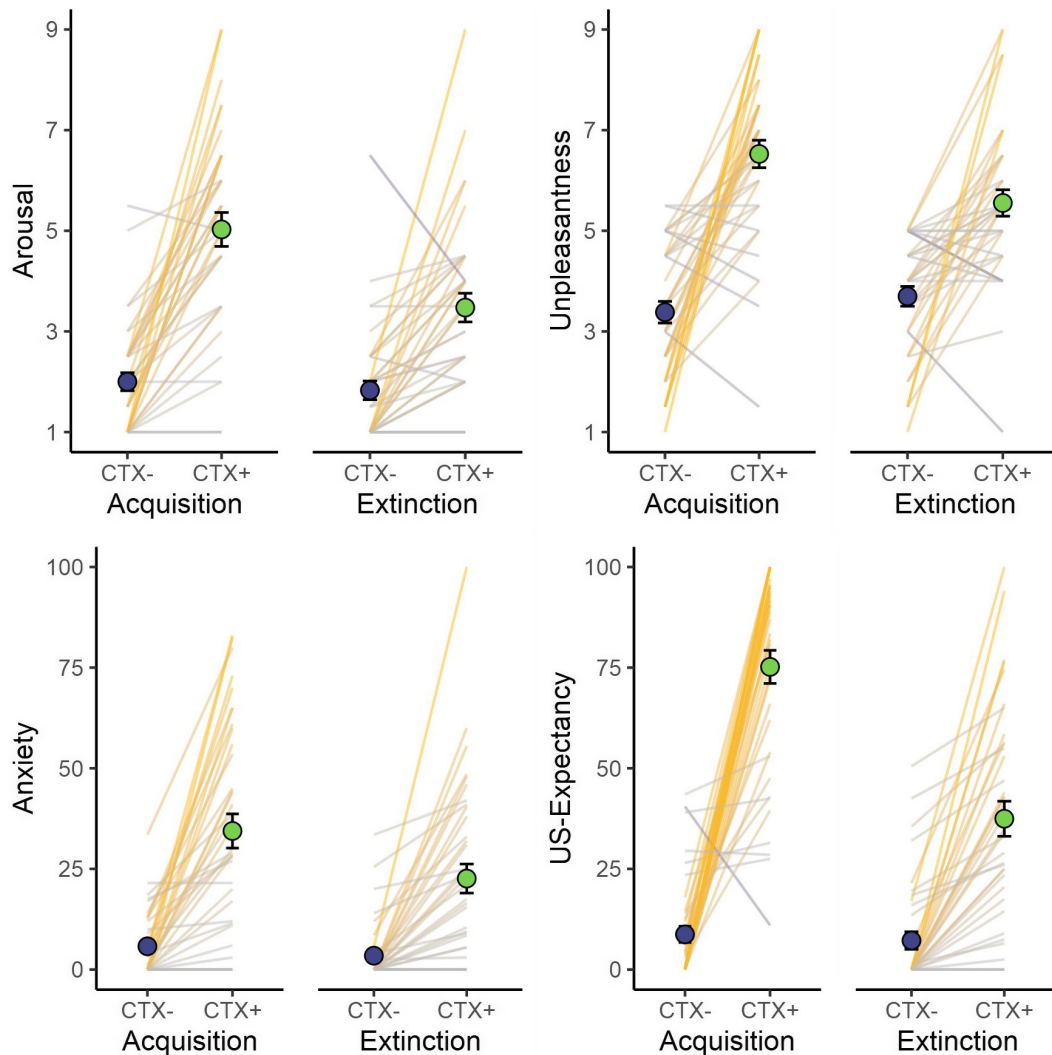 Arousal
9
7
5
3
1
CTX- CTX+ CTX- CTX+
Acquisition Extinction
Unpleasantness
9
7
5
3
1
CTX- CTX+ CTX- CTX+
Acquisition Extinction
Anxiety
100
75
50
25
0
CTX- CTX+ CTX- CTX+
Acquisition Extinction
US-Expectancy
100
75
50
25
0
CTX- CTX+ CTX- CTX+
Acquisition Extinction